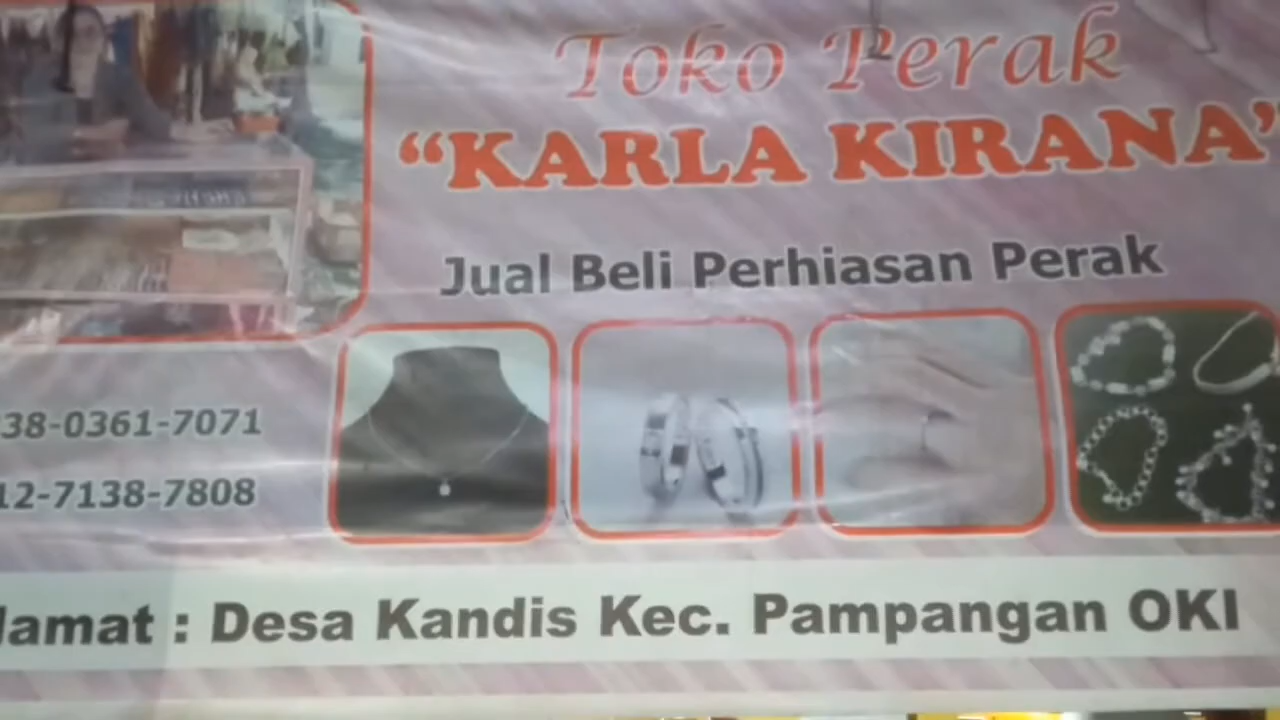 Toko Perak
“KARLA KIRANA”
Jual Beli Perhiasan Perak
38-0361-7071
12-7138-7808
lamat : Desa Kandis Kec. Pampangan OKI